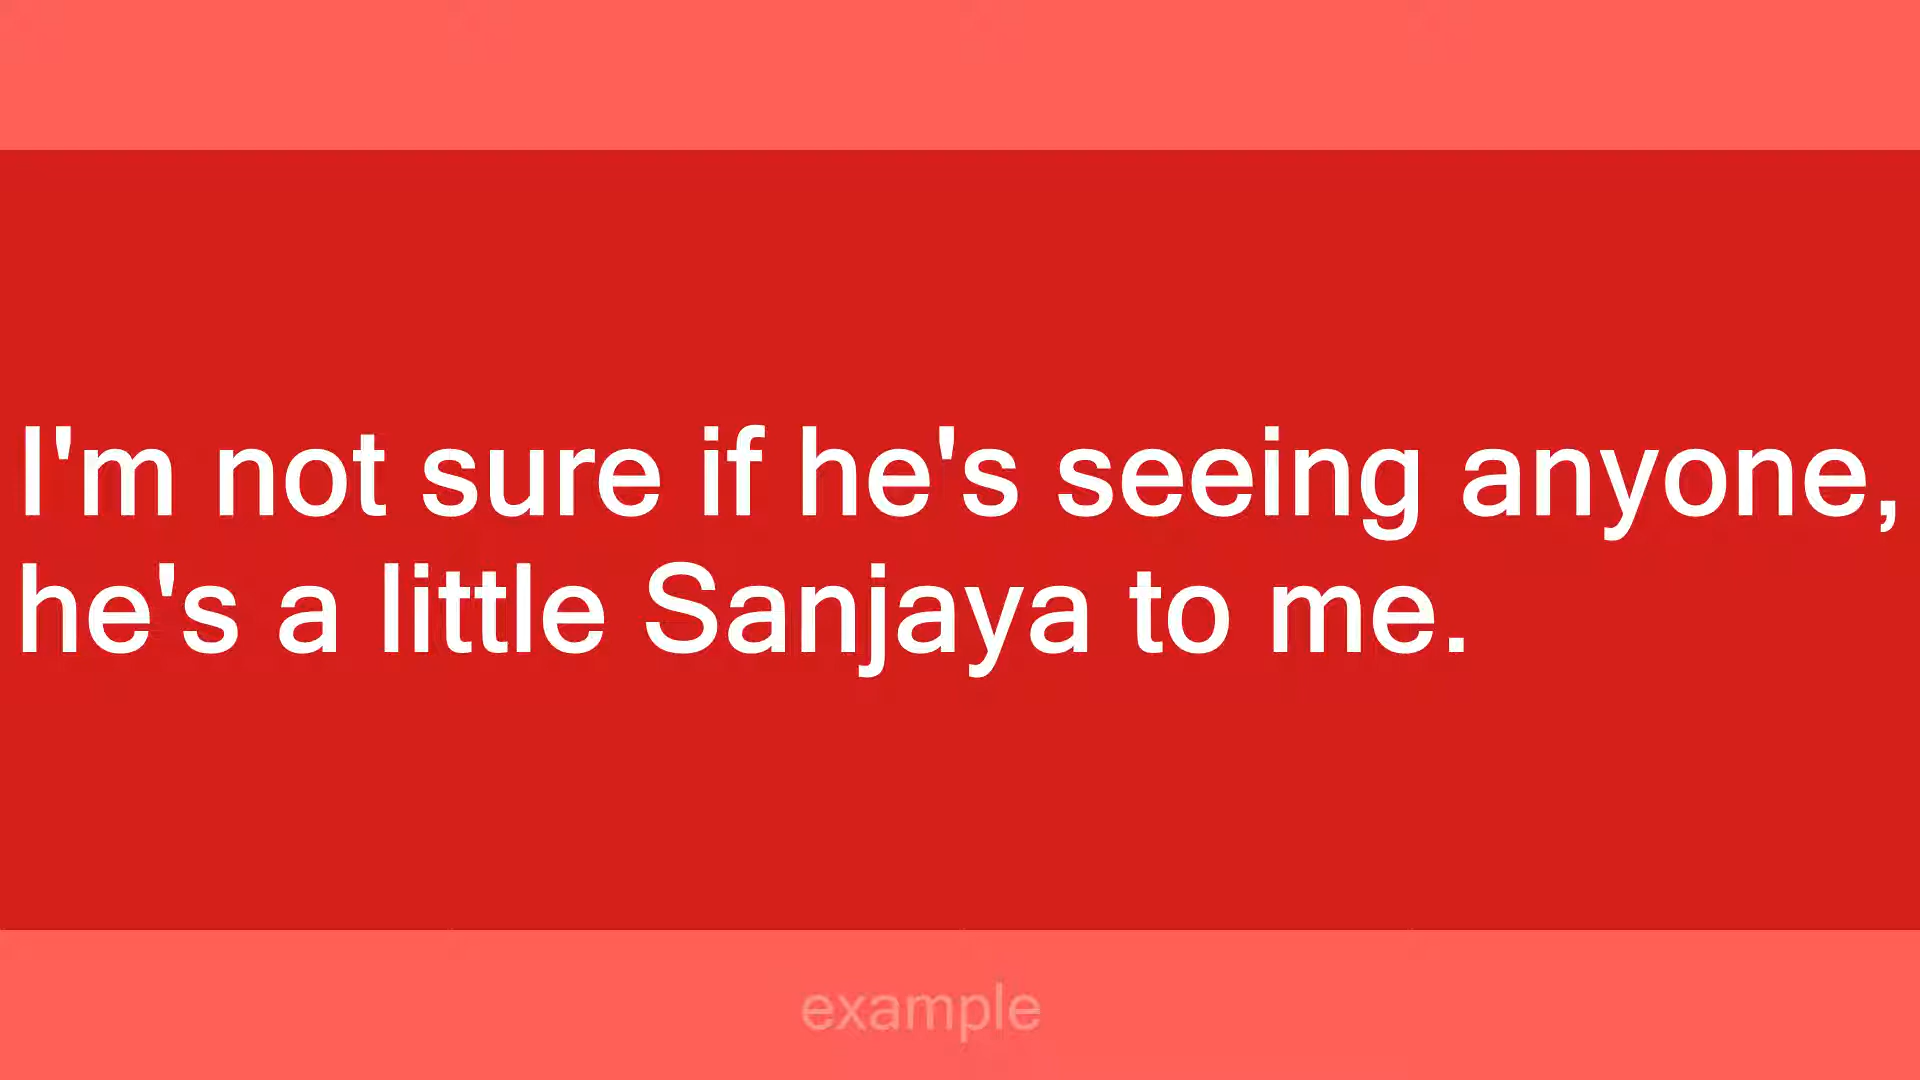 I'm not sure if he's seeing anyone,
he's a little Sanjaya to me.
example